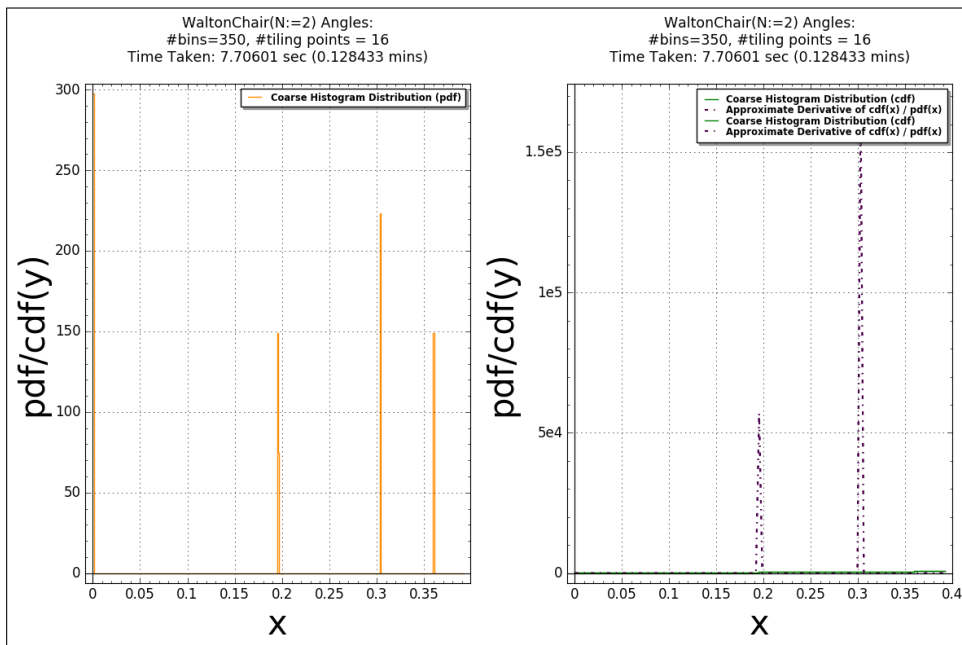 WaltonChair(N:=2) Angles:
#bins=350, #tiling points = 16
Time Taken: 7.70601 sec (0.128433 mins)
Coarse Histogram Distribution (pdf)
pdf/cdf(y)
300
250
200
150
100
50
0
0
0.05
0.1
0.15
0.2
0.25
0.3
0.35
x
WaltonChair(N:=2) Angles:
#bins=350, #tiling points = 16
Time Taken: 7.70601 sec (0.128433 mins)
Coarse Histogram Distribution (cdf)
Approximate Derivative of cdf(x) / pdf(x)
Coarse Histogram Distribution (cdf)
Approximate Derivative of cdf(x) / pdf(x)
pdf/cdf(y)
1.5e5
1e5
5e4
0
0
0.05
0.1
0.15
0.2
0.25
0.3
0.35
0.4
x